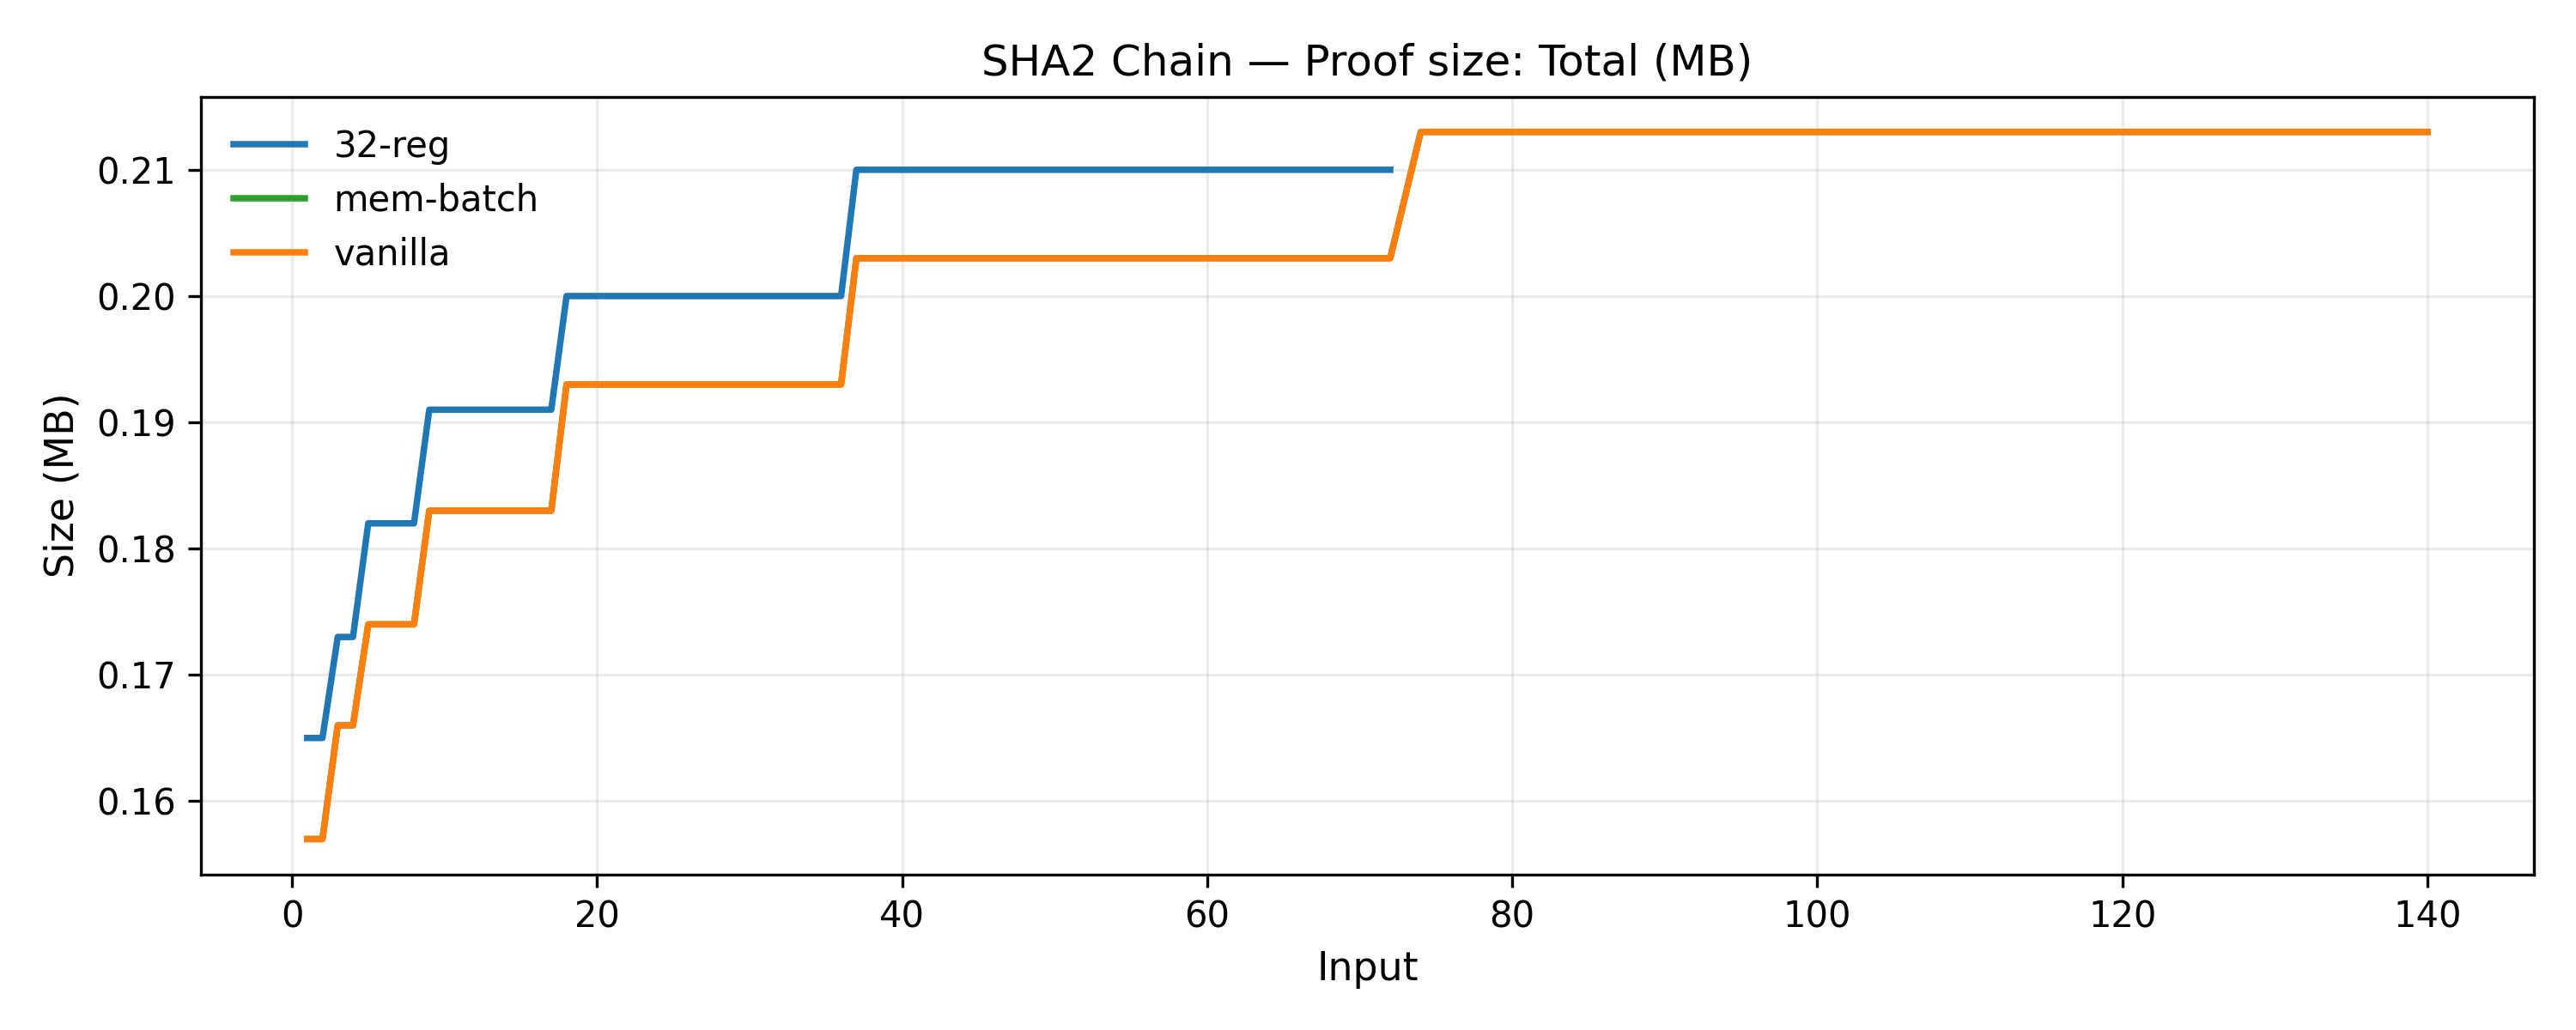 SHA2 Chain — Proof size: Total (MB)
32-reg
mem-batch
vanilla
Size (MB)
0.21
0.20
0.19
0.18
0.17
0.16
0 20 40 60 80 100 120 140
Input